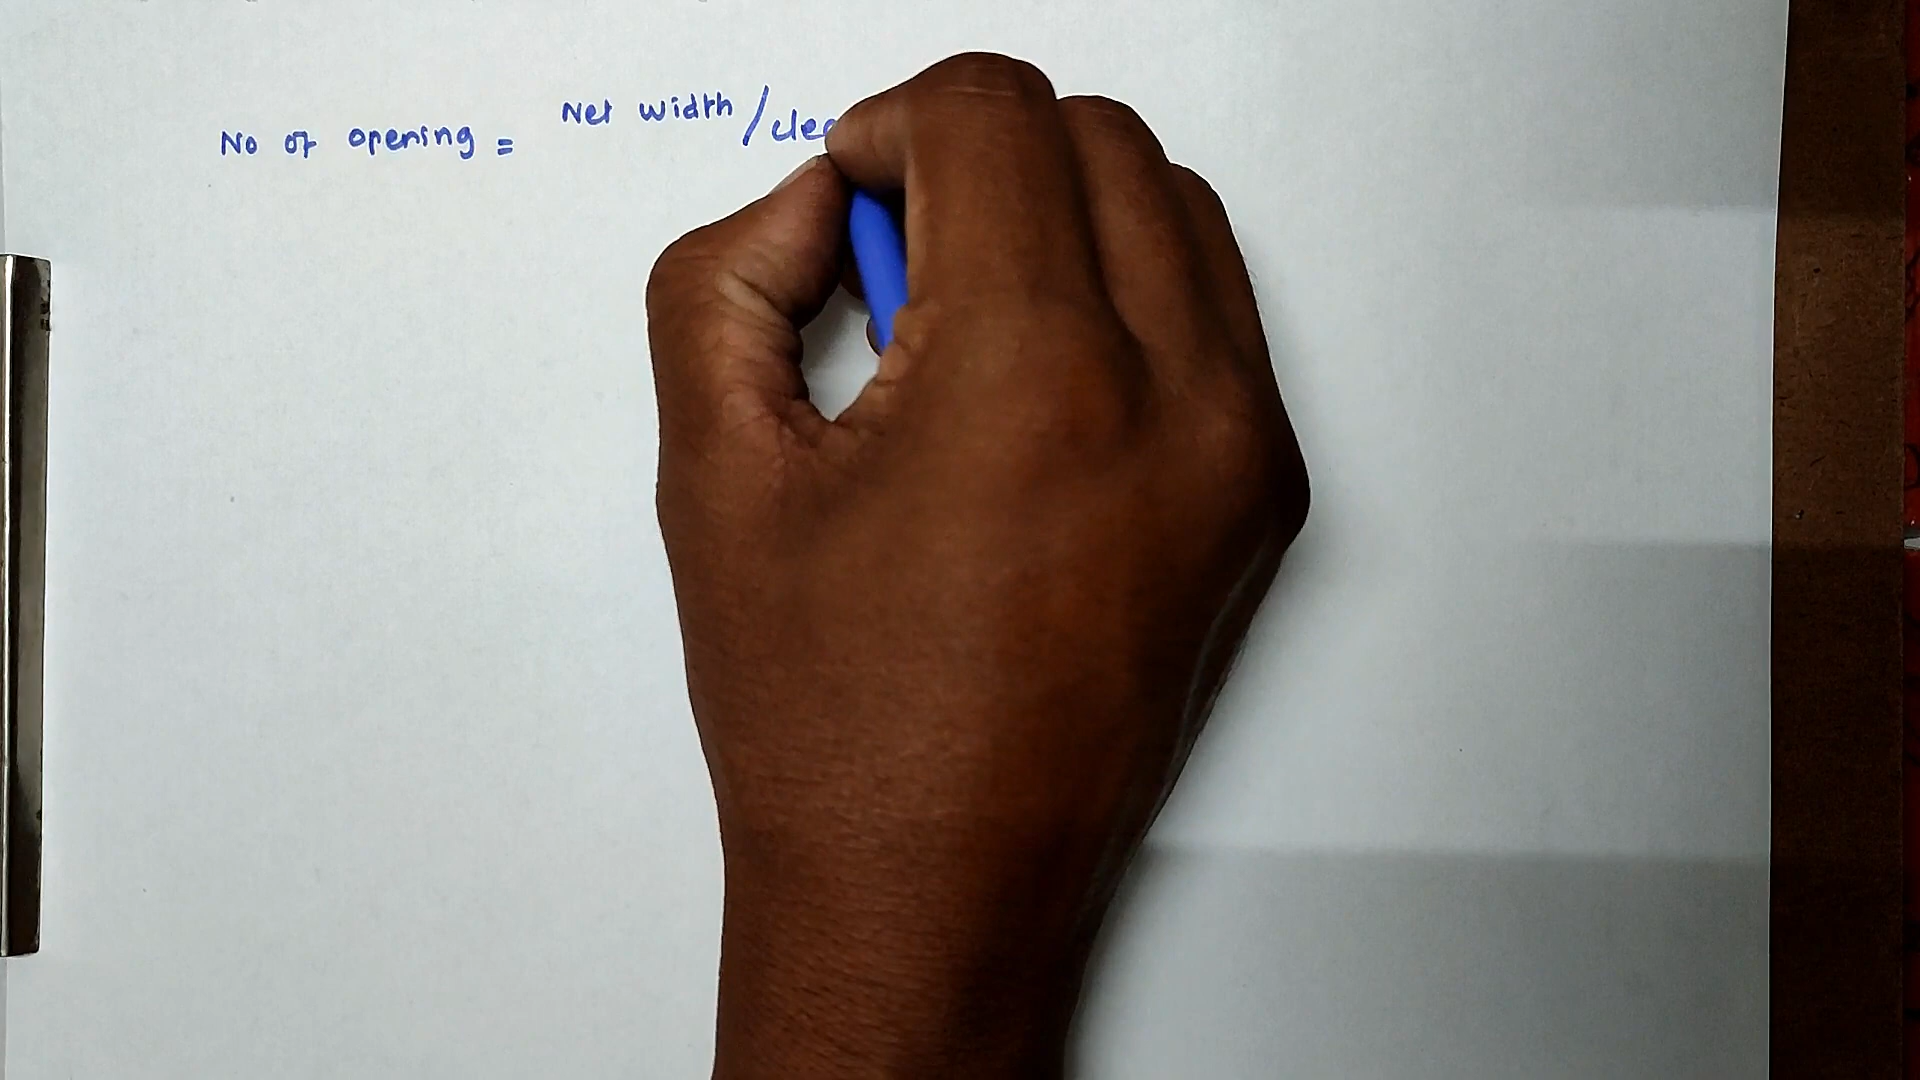 No of opening = Net width /